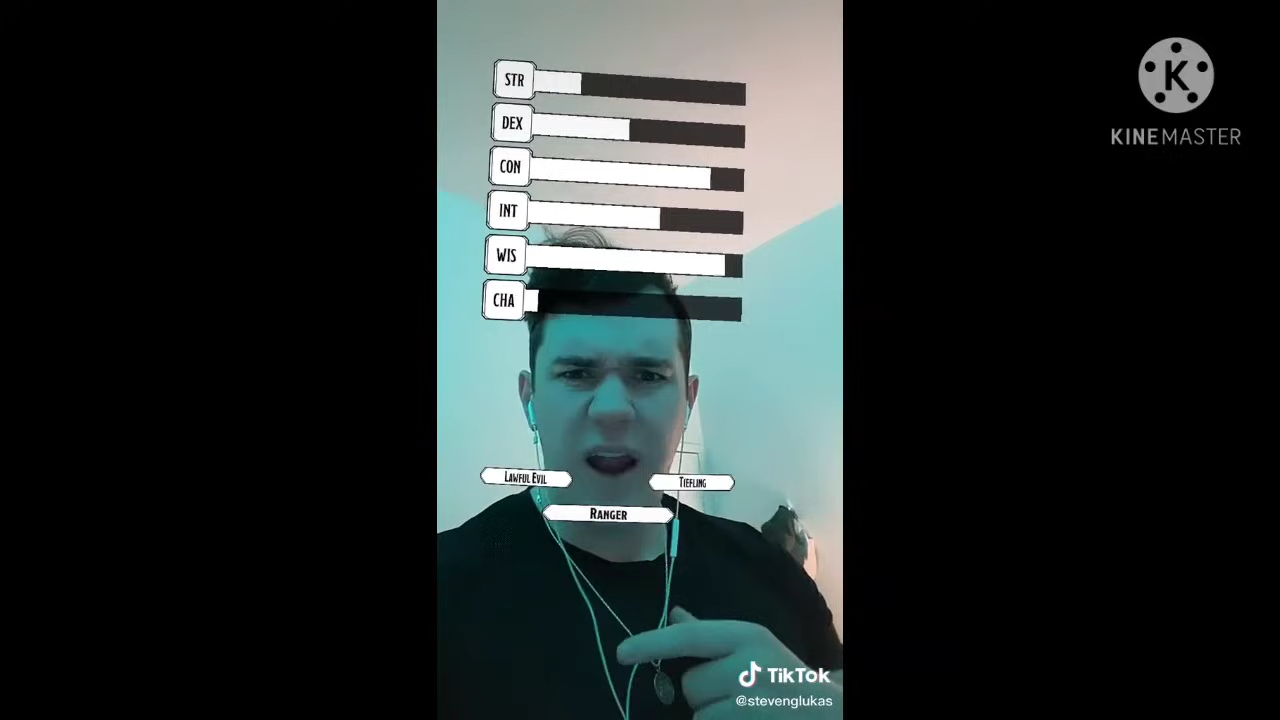 STR
DEX
CON
INT
WIS
CHA
LAWFUL EVIL
TIEFLING
RANGER
K
KINEMASTER
TikTok
@stevenglukas